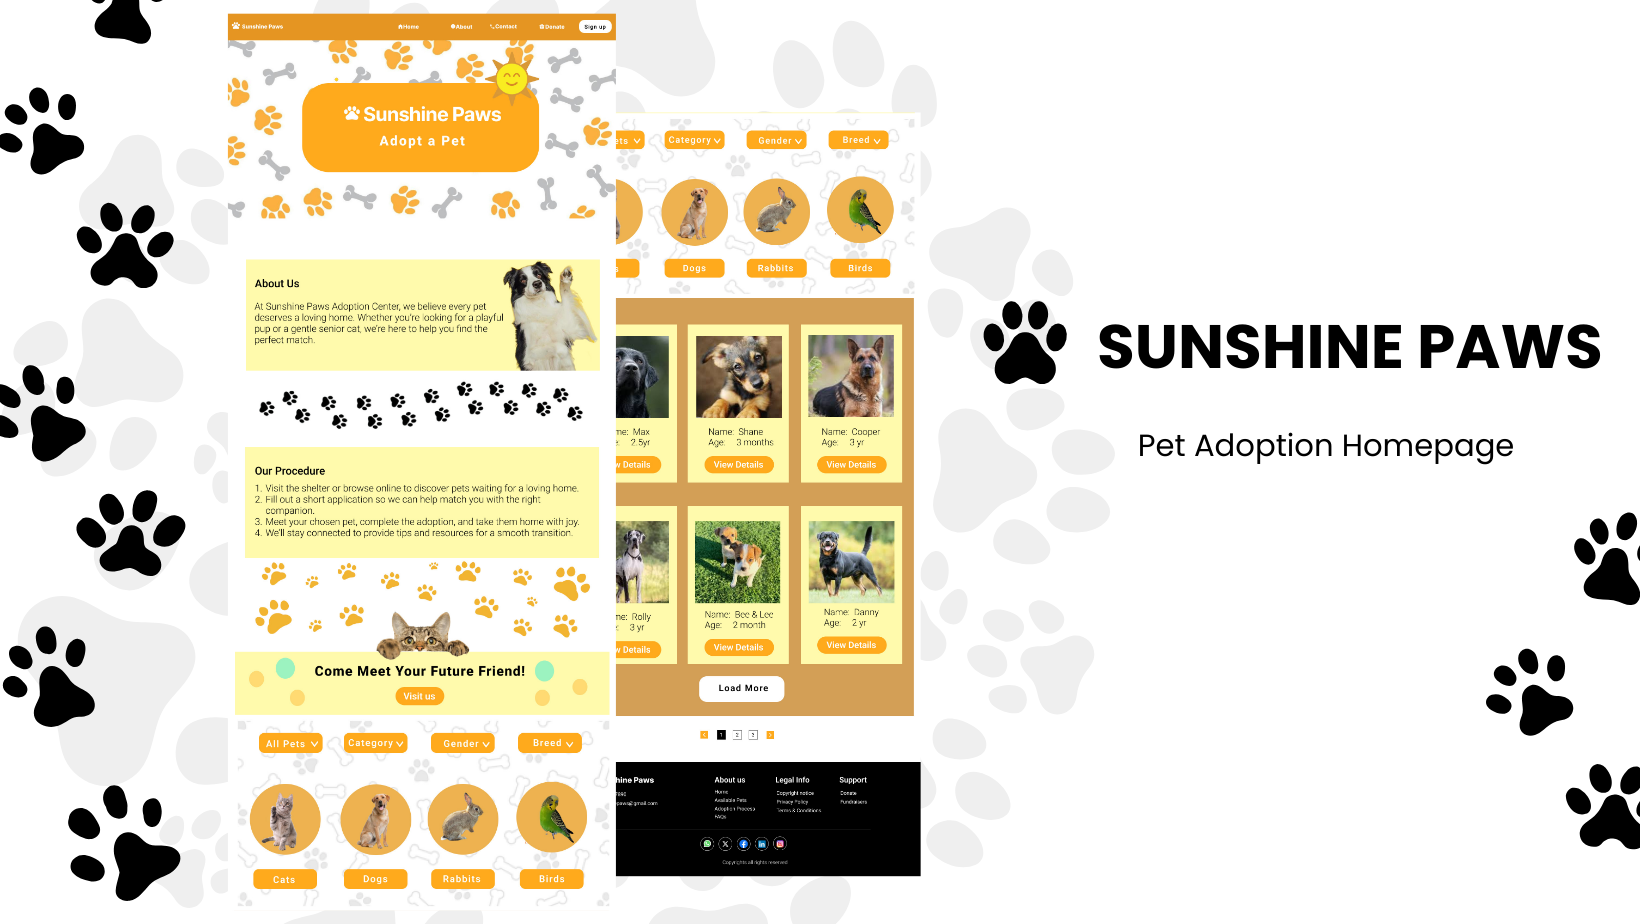 Sunshine Paws
Home
About
Contact
Donate
Sign up
Sunshine Paws
Adopt a Pet
About Us
At Sunshine Paws Adoption Center, we believe every pet
deserves a loving home. Whether you're looking for a playful
pup or a gentle senior cat, we're here to help you find the
perfect match.
Our Procedure
1. Visit the shelter or browse online to discover pets waiting for a loving home.
2. Fill out a short application so we can help match you with the right
companion.
3. Meet your chosen pet, complete the adoption, and take them home with joy.
4. We'll stay connected to provide tips and resources for a smooth transition.
Come Meet Your Future Friend!
Visit us
All Pets
Category
Gender
Breed
Cats
Dogs
Rabbits
Birds
ets
Category
Gender
Breed
s
Dogs
Rabbits
Birds
me: Max
2.5yr
w Details
Name: Shane
Age: 3 months
View Details
Name: Cooper
Age: 3 yr
View Details
me: Rolly
: 3 yr
w Details
Name: Bee & Lee
Age: 2 month
View Details
Name: Danny
Age: 2 yr
View Details
Load More
1 2 3
hine Paws
7890
paws@gmail.com
About us
Home
Available Pets
Adoption Process
FAQs
Legal Info
Copyright notice
Privacy Policy
Terms & Conditions
Support
Donate
Fundraisers
Copyrights all rights reserved
SUNSHINE PAWS
Pet Adoption Homepage